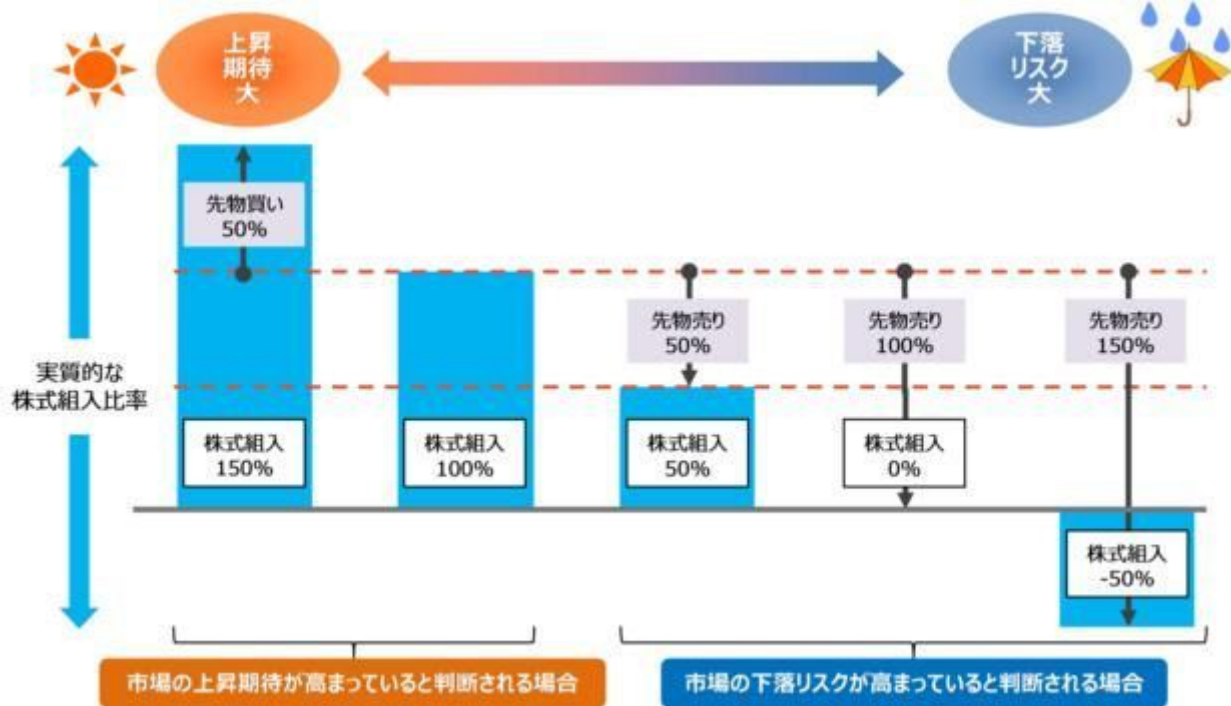 上昇
期待
大
下落
リスク
大
先物買い
50%
先物売り
50%
先物売り
100%
先物売り
150%
実質的な
株式組入比率
株式組入
150%
株式組入
100%
株式組入
50%
株式組入
0%
株式組入
-50%
市場の上昇期待が高まっていると判断される場合
市場の下落リスクが高まっていると判断される場合